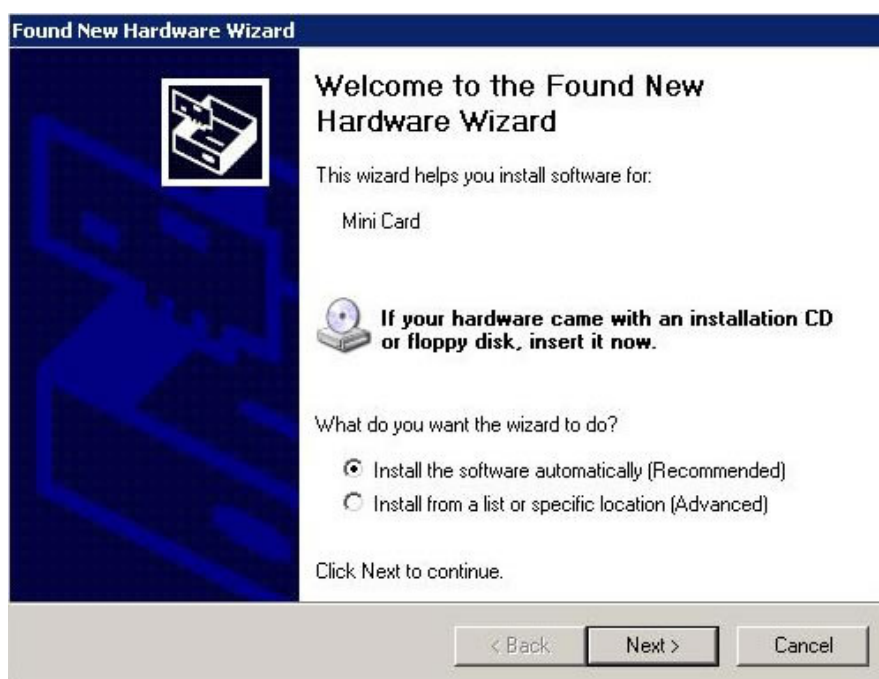 Found New Hardware Wizard
Welcome to the Found New
Hardware Wizard
This wizard helps you install software for:
Mini Card
If your hardware came with an installation CD
or floppy disk, insert it now.
What do you want the wizard to do?
Install the software automatically (Recommended)
Install from a list or specific location (Advanced)
Click Next to continue.
< Back
Next >
Cancel